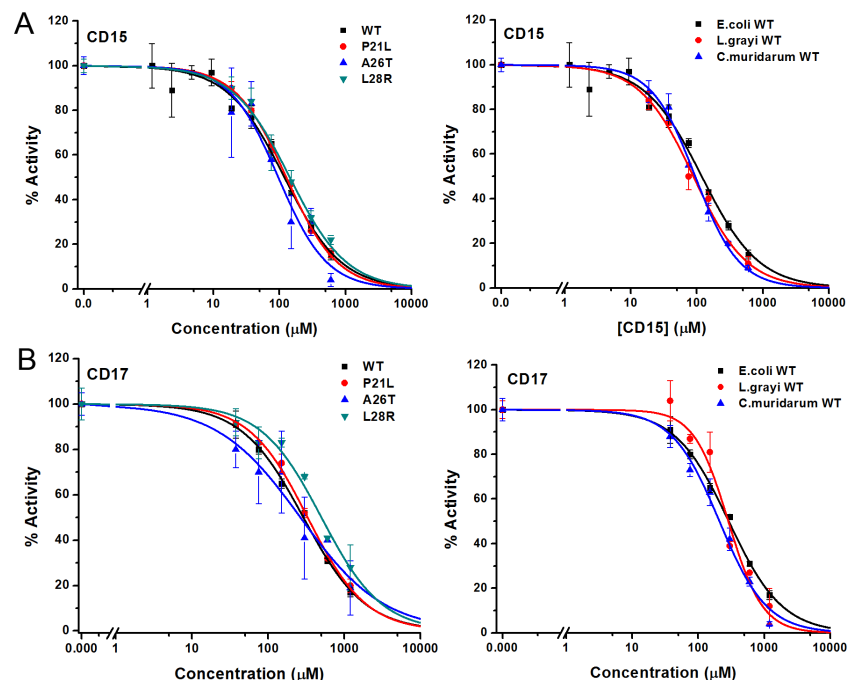 A
CD15
WT
P21L
A26T
L28R
120
100
80
60
40
20
0
% Activity
0.0
1
10
100
1000
10000
Concentration (µM)
CD15
E.coli WT
L.grayi WT
C.muridarum WT
120
100
80
60
40
20
0
% Activity
0.0
1
10
100
1000
10000
[CD15] (µM)
B
CD17
WT
P21L
A26T
L28R
120
100
80
60
40
20
0
% Activity
0.000
1
100
1000
10000
Concentration (µM)
CD17
E.coli WT
L.grayi WT
C.muridarum WT
120
100
80
60
40
20
0
% Activity
0.000
1
100
1000
10000
Concentration (µM)